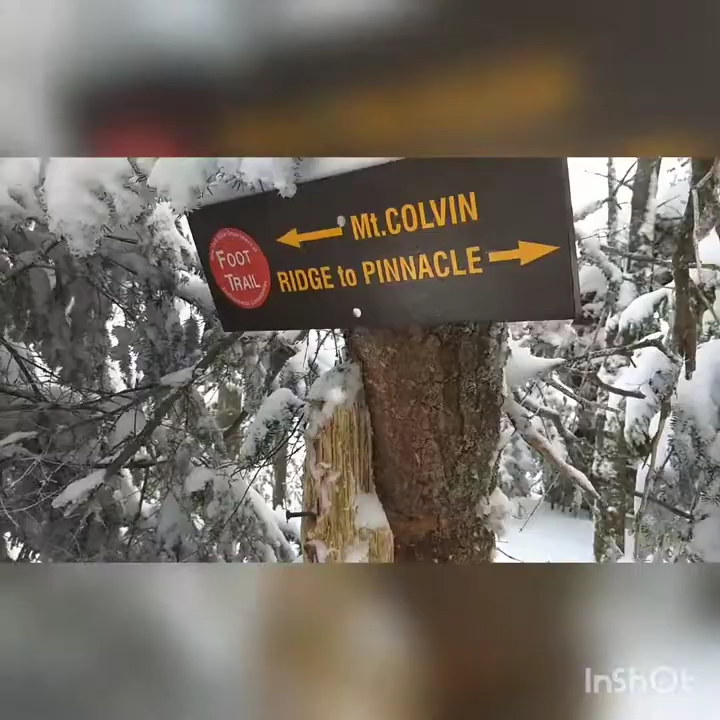 Mt.COLVIN
FOOT
TRAIL
RIDGE to PINNACLE
InShOt